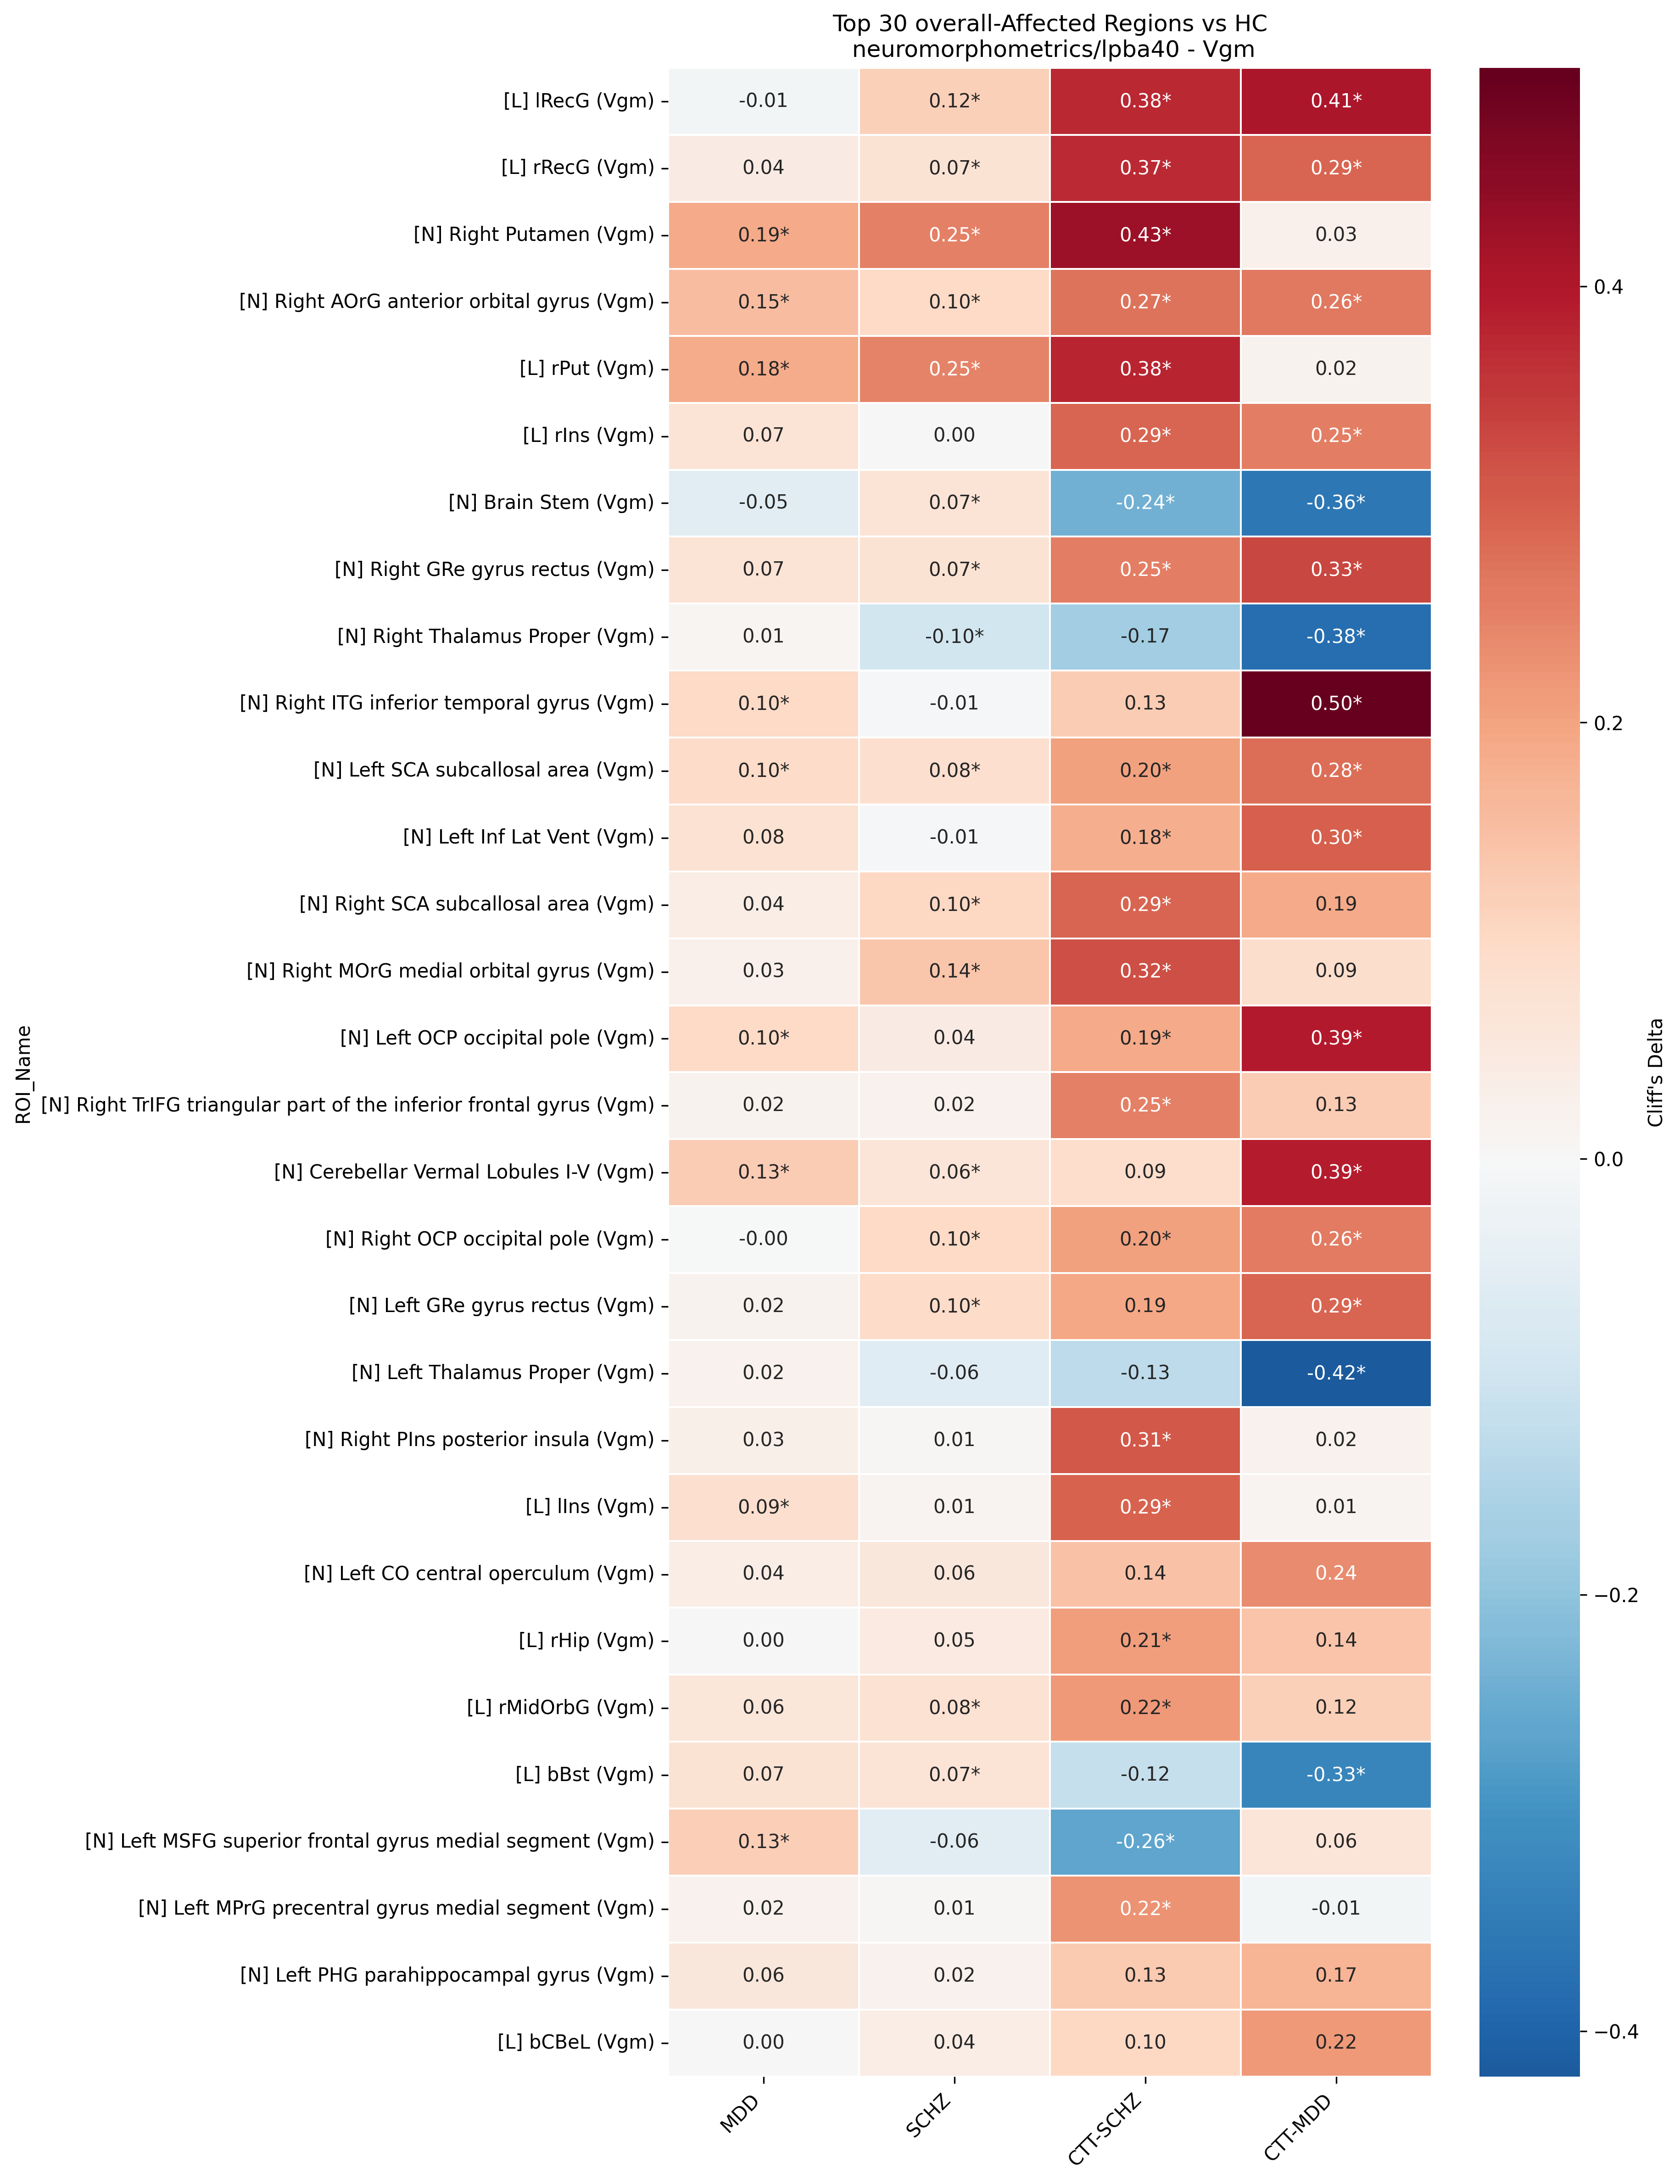 Top 30 overall-Affected Regions vs HC
neuromorphometrics/lpba40 - Vgm
ROI_Name
[L] lRecG (Vgm) -0.01 0.12* 0.38* 0.41*
[L] rRecG (Vgm) 0.04 0.07* 0.37* 0.29*
[N] Right Putamen (Vgm) 0.19* 0.25* 0.43* 0.03
[N] Right AOrG anterior orbital gyrus (Vgm) 0.15* 0.10* 0.27* 0.26*
[L] rPut (Vgm) 0.18* 0.25* 0.38* 0.02
[L] rIns (Vgm) 0.07 0.00 0.29* 0.25*
[N] Brain Stem (Vgm) -0.05 0.07* -0.24* -0.36*
[N] Right GRe gyrus rectus (Vgm) 0.07 0.07* 0.25* 0.33*
[N] Right Thalamus Proper (Vgm) 0.01 -0.10* -0.17 -0.38*
[N] Right ITG inferior temporal gyrus (Vgm) 0.10* -0.01 0.13 0.50*
[N] Left SCA subcallosal area (Vgm) 0.10* 0.08* 0.20* 0.28*
[N] Left Inf Lat Vent (Vgm) 0.08 -0.01 0.18* 0.30*
[N] Right SCA subcallosal area (Vgm) 0.04 0.10* 0.29* 0.19
[N] Right MOrG medial orbital gyrus (Vgm) 0.03 0.14* 0.32* 0.09
[N] Left OCP occipital pole (Vgm) 0.10* 0.04 0.19* 0.39*
[N] Right TrIFG triangular part of the inferior frontal gyrus (Vgm) 0.02 0.02 0.25* 0.13
[N] Cerebellar Vermal Lobules I-V (Vgm) 0.13* 0.06* 0.09 0.39*
[N] Right OCP occipital pole (Vgm) -0.00 0.10* 0.20* 0.26*
[N] Left GRe gyrus rectus (Vgm) 0.02 0.10* 0.19 0.29*
[N] Left Thalamus Proper (Vgm) 0.02 -0.06 -0.13 -0.42*
[N] Right PIns posterior insula (Vgm) 0.03 0.01 0.31* 0.02
[L] lIns (Vgm) 0.09* 0.01 0.29* 0.01
[N] Left CO central operculum (Vgm) 0.04 0.06 0.14 0.24
[L] rHip (Vgm) 0.00 0.05 0.21* 0.14
[L] rMidOrbG (Vgm) 0.06 0.08* 0.22* 0.12
[L] bBst (Vgm) 0.07 0.07* -0.12 -0.33*
[N] Left MSFG superior frontal gyrus medial segment (Vgm) 0.13* -0.06 -0.26* 0.06
[N] Left MPrG precentral gyrus medial segment (Vgm) 0.02 0.01 0.22* -0.01
[N] Left PHG parahippocampal gyrus (Vgm) 0.06 0.02 0.13 0.17
[L] bCBeL (Vgm) 0.00 0.04 0.10 0.22
MDD SCHZ CTT-SCHZ CTT-MDD
0.4
0.2
0.0
−0.2
−0.4
Cliff's Delta